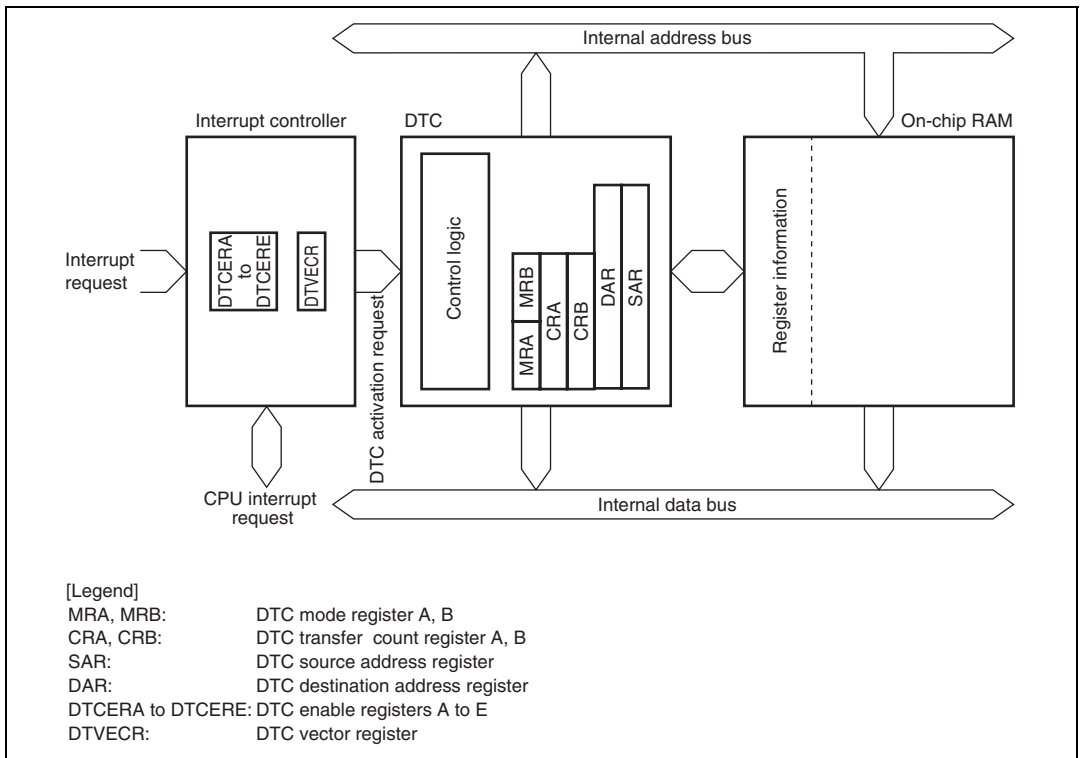 Internal address bus
Interrupt controller
DTC
On-chip RAM
Interrupt
request
DTCERA
to
DTCERE
DTVECR
DTC activation request
Control logic
MRA
MRB
CRA
CRB
DAR
SAR
Register information
CPU interrupt
request
Internal data bus
[Legend]
MRA, MRB: DTC mode register A, B
CRA, CRB: DTC transfer count register A, B
SAR: DTC source address register
DAR: DTC destination address register
DTCERA to DTCERE: DTC enable registers A to E
DTVECR: DTC vector register